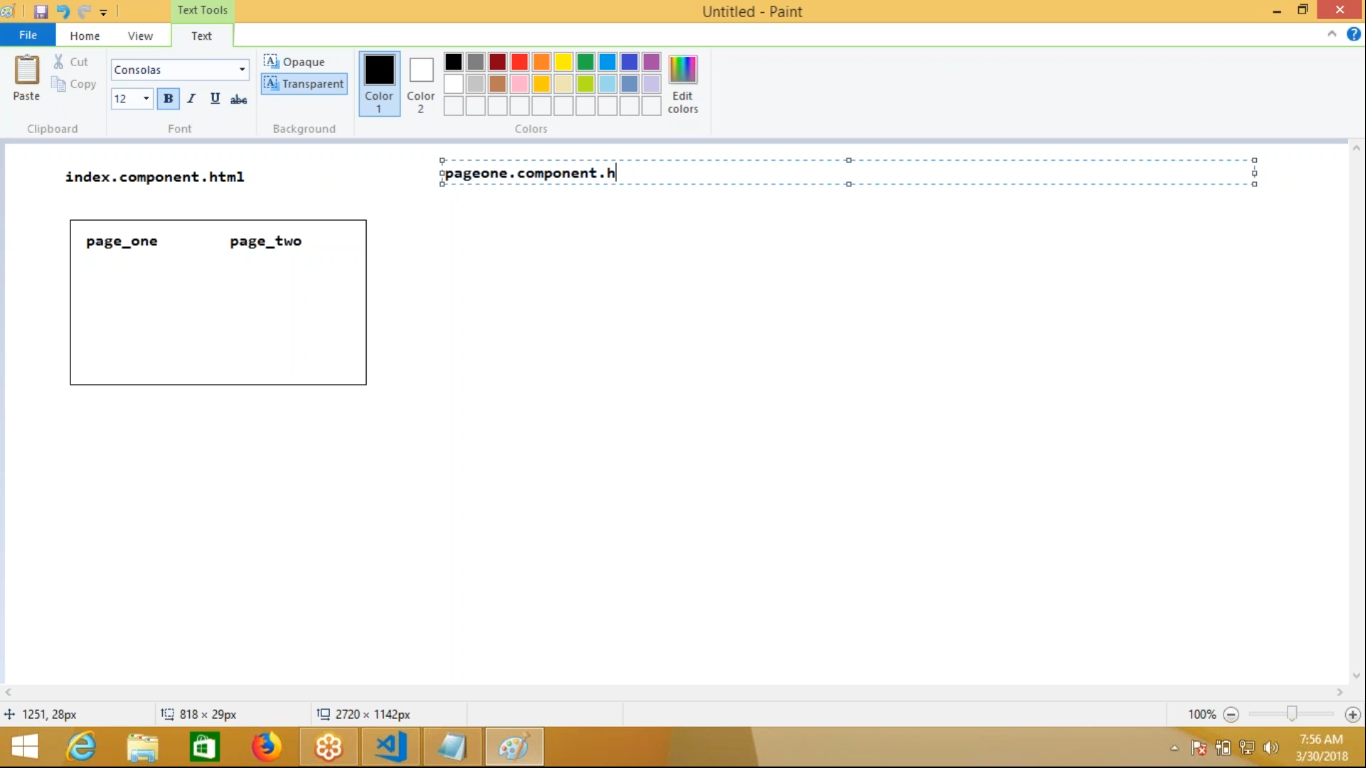 Untitled - Paint
Text Tools
File
Home
View
Text
Paste
Cut
Copy
Clipboard
Consolas
12
B
I
U
abc
Font
Opaque
Transparent
Background
Color 1
Color 2
Edit colors
Colors
index.component.html
pageone.component.h
page_one page_two
1251, 28px
818 × 29px
2720 × 1142px
100%
7:56 AM
3/30/2018